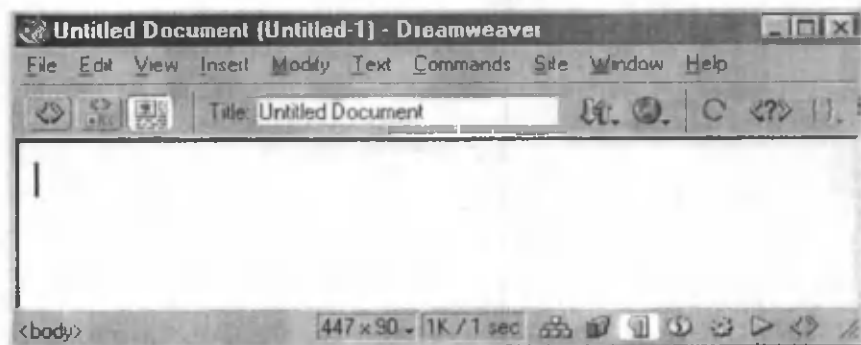 Untitled Document (Untitled-1) - Dreamweaver
File Edit View Insert Modify Text Commands Site Window Help
Title: Untitled Document
<?>
<body> 447 x 90 1K / 1 sec